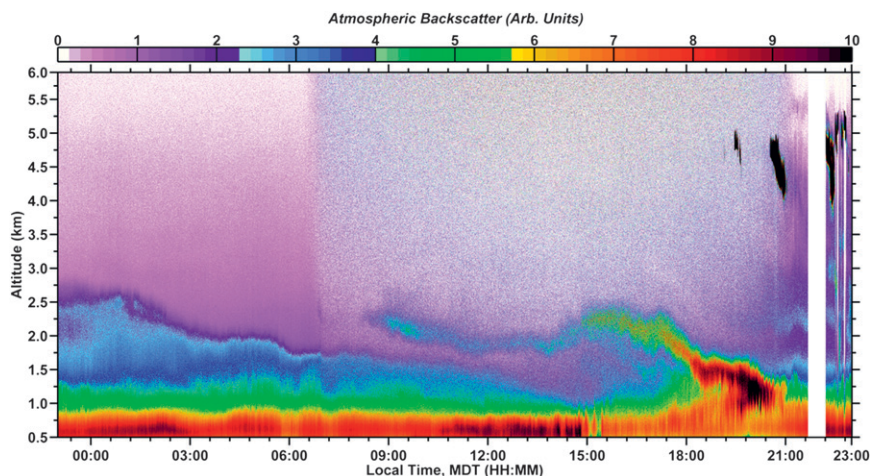 Atmospheric Backscatter (Arb. Units)
0 1 2 3 4 5 6 7 8 9 10
6.0
5.5
5.0
4.5
4.0
3.5
3.0
2.5
2.0
1.5
1.0
0.5
Altitude (km)
00:00 03:00 06:00 09:00 12:00 15:00 18:00 21:00 23:00
Local Time, MDT (HH:MM)